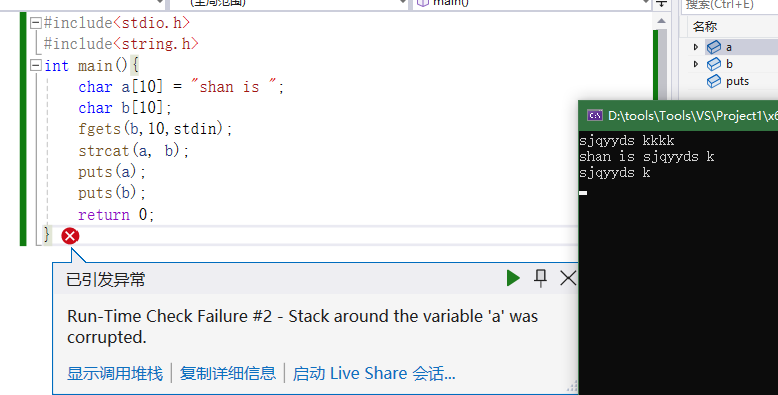 (全局范围)
main()
搜索(Ctrl+E)
名称
#include<stdio.h>
#include<string.h>
int main(){
char a[10] = "shan is ";
char b[10];
fgets(b,10,stdin);
strcat(a, b);
puts(a);
puts(b);
return 0;
}
a
b
puts
D:\tools\Tools\VS\Project1\x6
sjqyyds kkkk
shan is sjqyyds k
sjqyyds k
已引发异常
Run-Time Check Failure #2 - Stack around the variable 'a' was
corrupted.
显示调用堆栈 | 复制详细信息 | 启动 Live Share 会话...